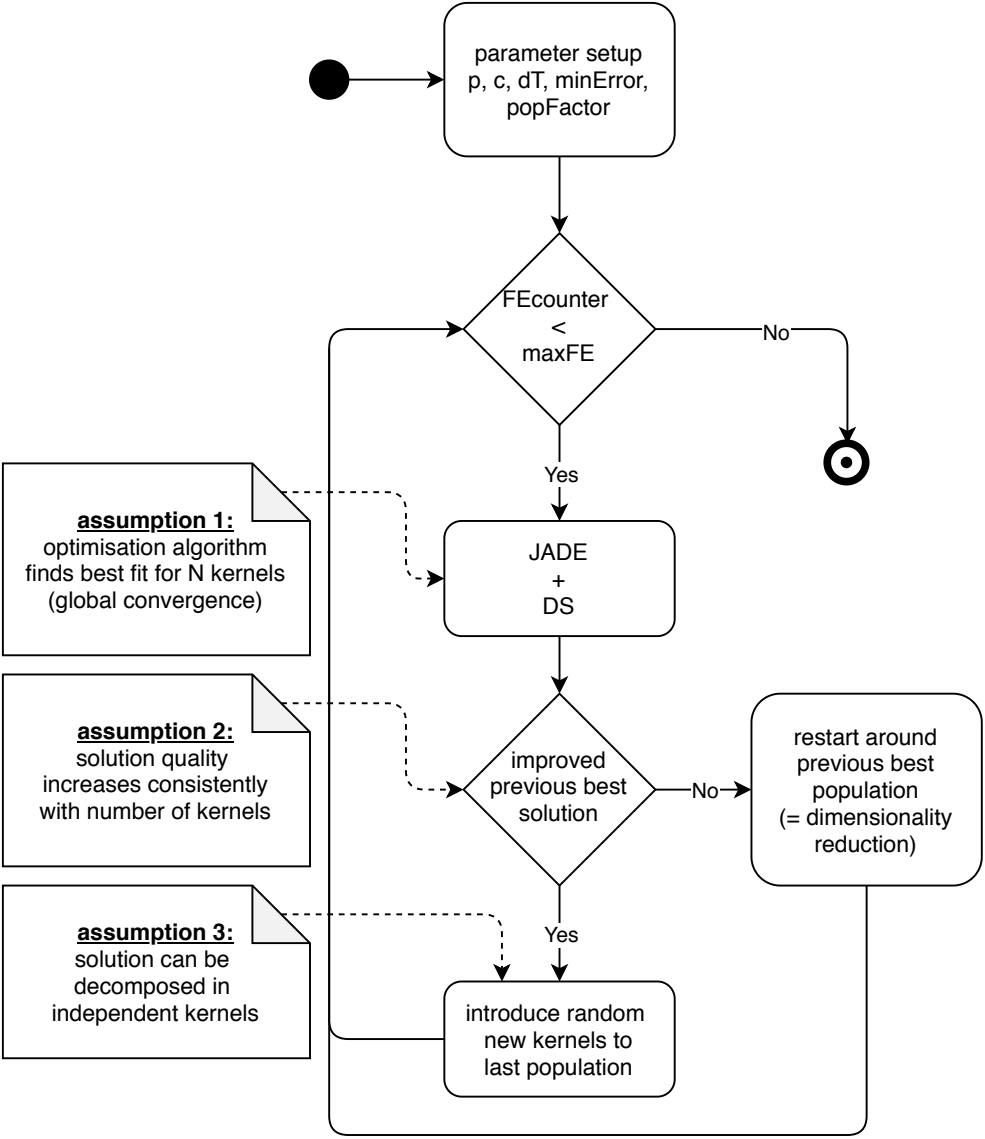 parameter setup
p, c, dT, minError,
popFactor
FEcounter
<
maxFE
No
Yes
assumption 1:
optimisation algorithm
finds best fit for N kernels
(global convergence)
JADE
+
DS
assumption 2:
solution quality
increases consistently
with number of kernels
improved
previous best
solution
No
restart around
previous best
population
(= dimensionality
reduction)
Yes
assumption 3:
solution can be
decomposed in
independent kernels
introduce random
new kernels to
last population